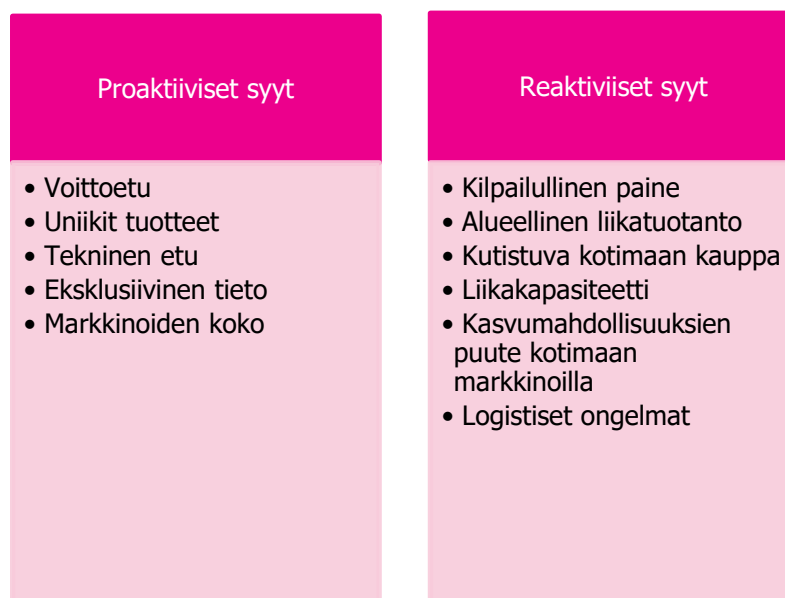 Proaktiiviset syyt
• Voittoetu
• Uniikit tuotteet
• Tekninen etu
• Eksklusiivinen tieto
• Markkinoiden koko
Reaktiviiset syyt
• Kilpailullinen paine
• Alueellinen liikatuotanto
• Kutistuva kotimaan kauppa
• Liikakapasiteetti
• Kasvumahdollisuuksien
puute kotimaan
markkinoilla
• Logistiset ongelmat